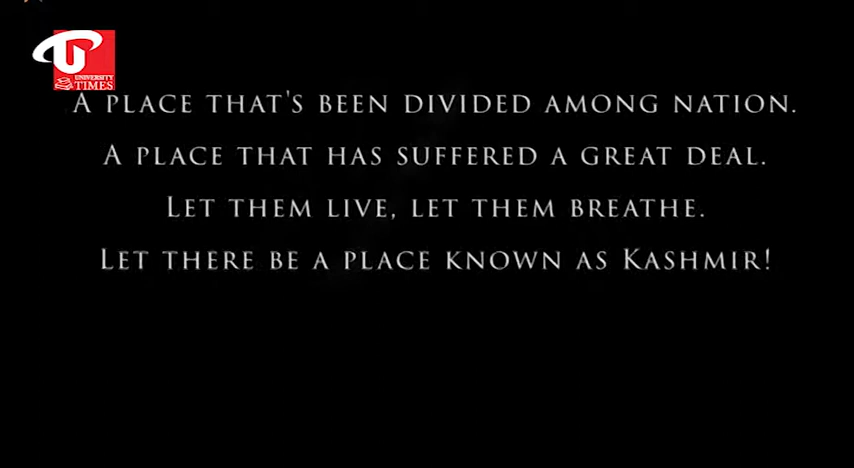 UNIVERSITY
TIMES
A PLACE THAT'S BEEN DIVIDED AMONG NATION.
A PLACE THAT HAS SUFFERED A GREAT DEAL.
LET THEM LIVE, LET THEM BREATHE.
LET THERE BE A PLACE KNOWN AS KASHMIR!